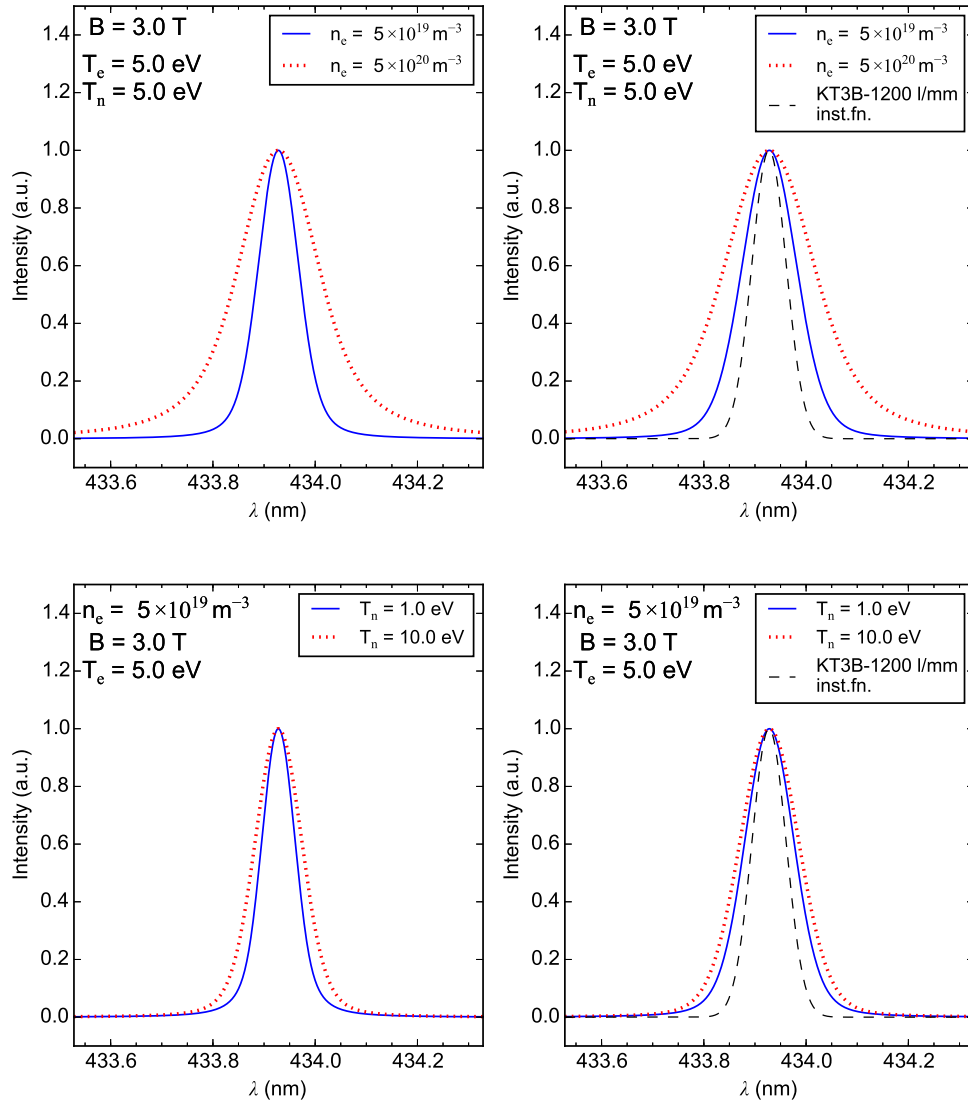 B = 3.0 T
T_e = 5.0 eV
T_n = 5.0 eV
n_e = 5×10^19 m^−3
n_e = 5×10^20 m^−3
1.4
1.2
1.0
0.8
0.6
0.4
0.2
0.0
Intensity (a.u.)
433.6 433.8 434.0 434.2
λ (nm)
B = 3.0 T
T_e = 5.0 eV
T_n = 5.0 eV
n_e = 5×10^19 m^−3
n_e = 5×10^20 m^−3
KT3B-1200 l/mm
inst.fn.
1.4
1.2
1.0
0.8
0.6
0.4
0.2
0.0
Intensity (a.u.)
433.6 433.8 434.0 434.2
λ (nm)
n_e = 5×10^19 m^−3
B = 3.0 T
T_e = 5.0 eV
T_n = 1.0 eV
T_n = 10.0 eV
1.4
1.2
1.0
0.8
0.6
0.4
0.2
0.0
Intensity (a.u.)
433.6 433.8 434.0 434.2
λ (nm)
n_e = 5×10^19 m^−3
B = 3.0 T
T_e = 5.0 eV
T_n = 1.0 eV
T_n = 10.0 eV
KT3B-1200 l/mm
inst.fn.
1.4
1.2
1.0
0.8
0.6
0.4
0.2
0.0
Intensity (a.u.)
433.6 433.8 434.0 434.2
λ (nm)